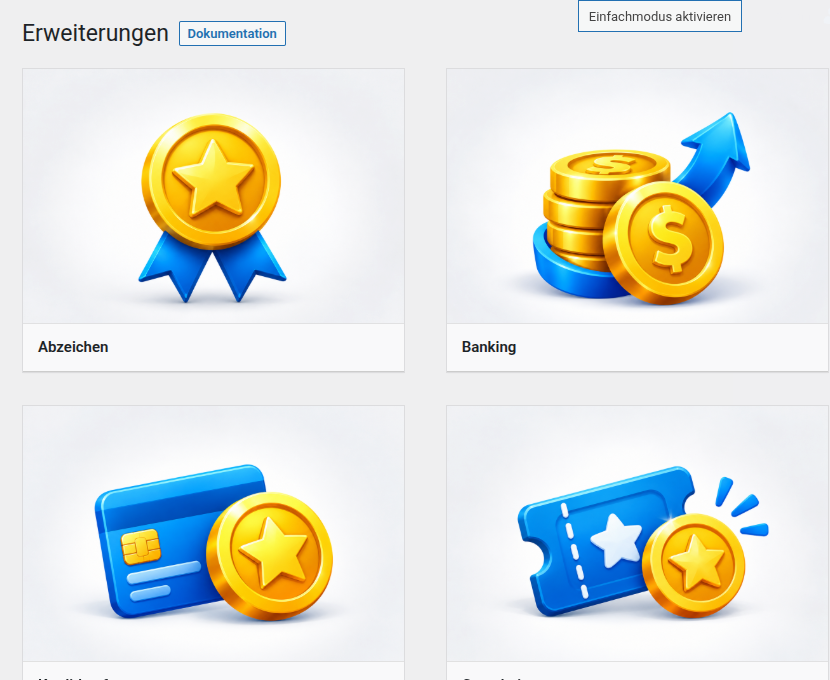 Einfachmodus aktivieren
Erweiterungen Dokumentation
Abzeichen
Banking